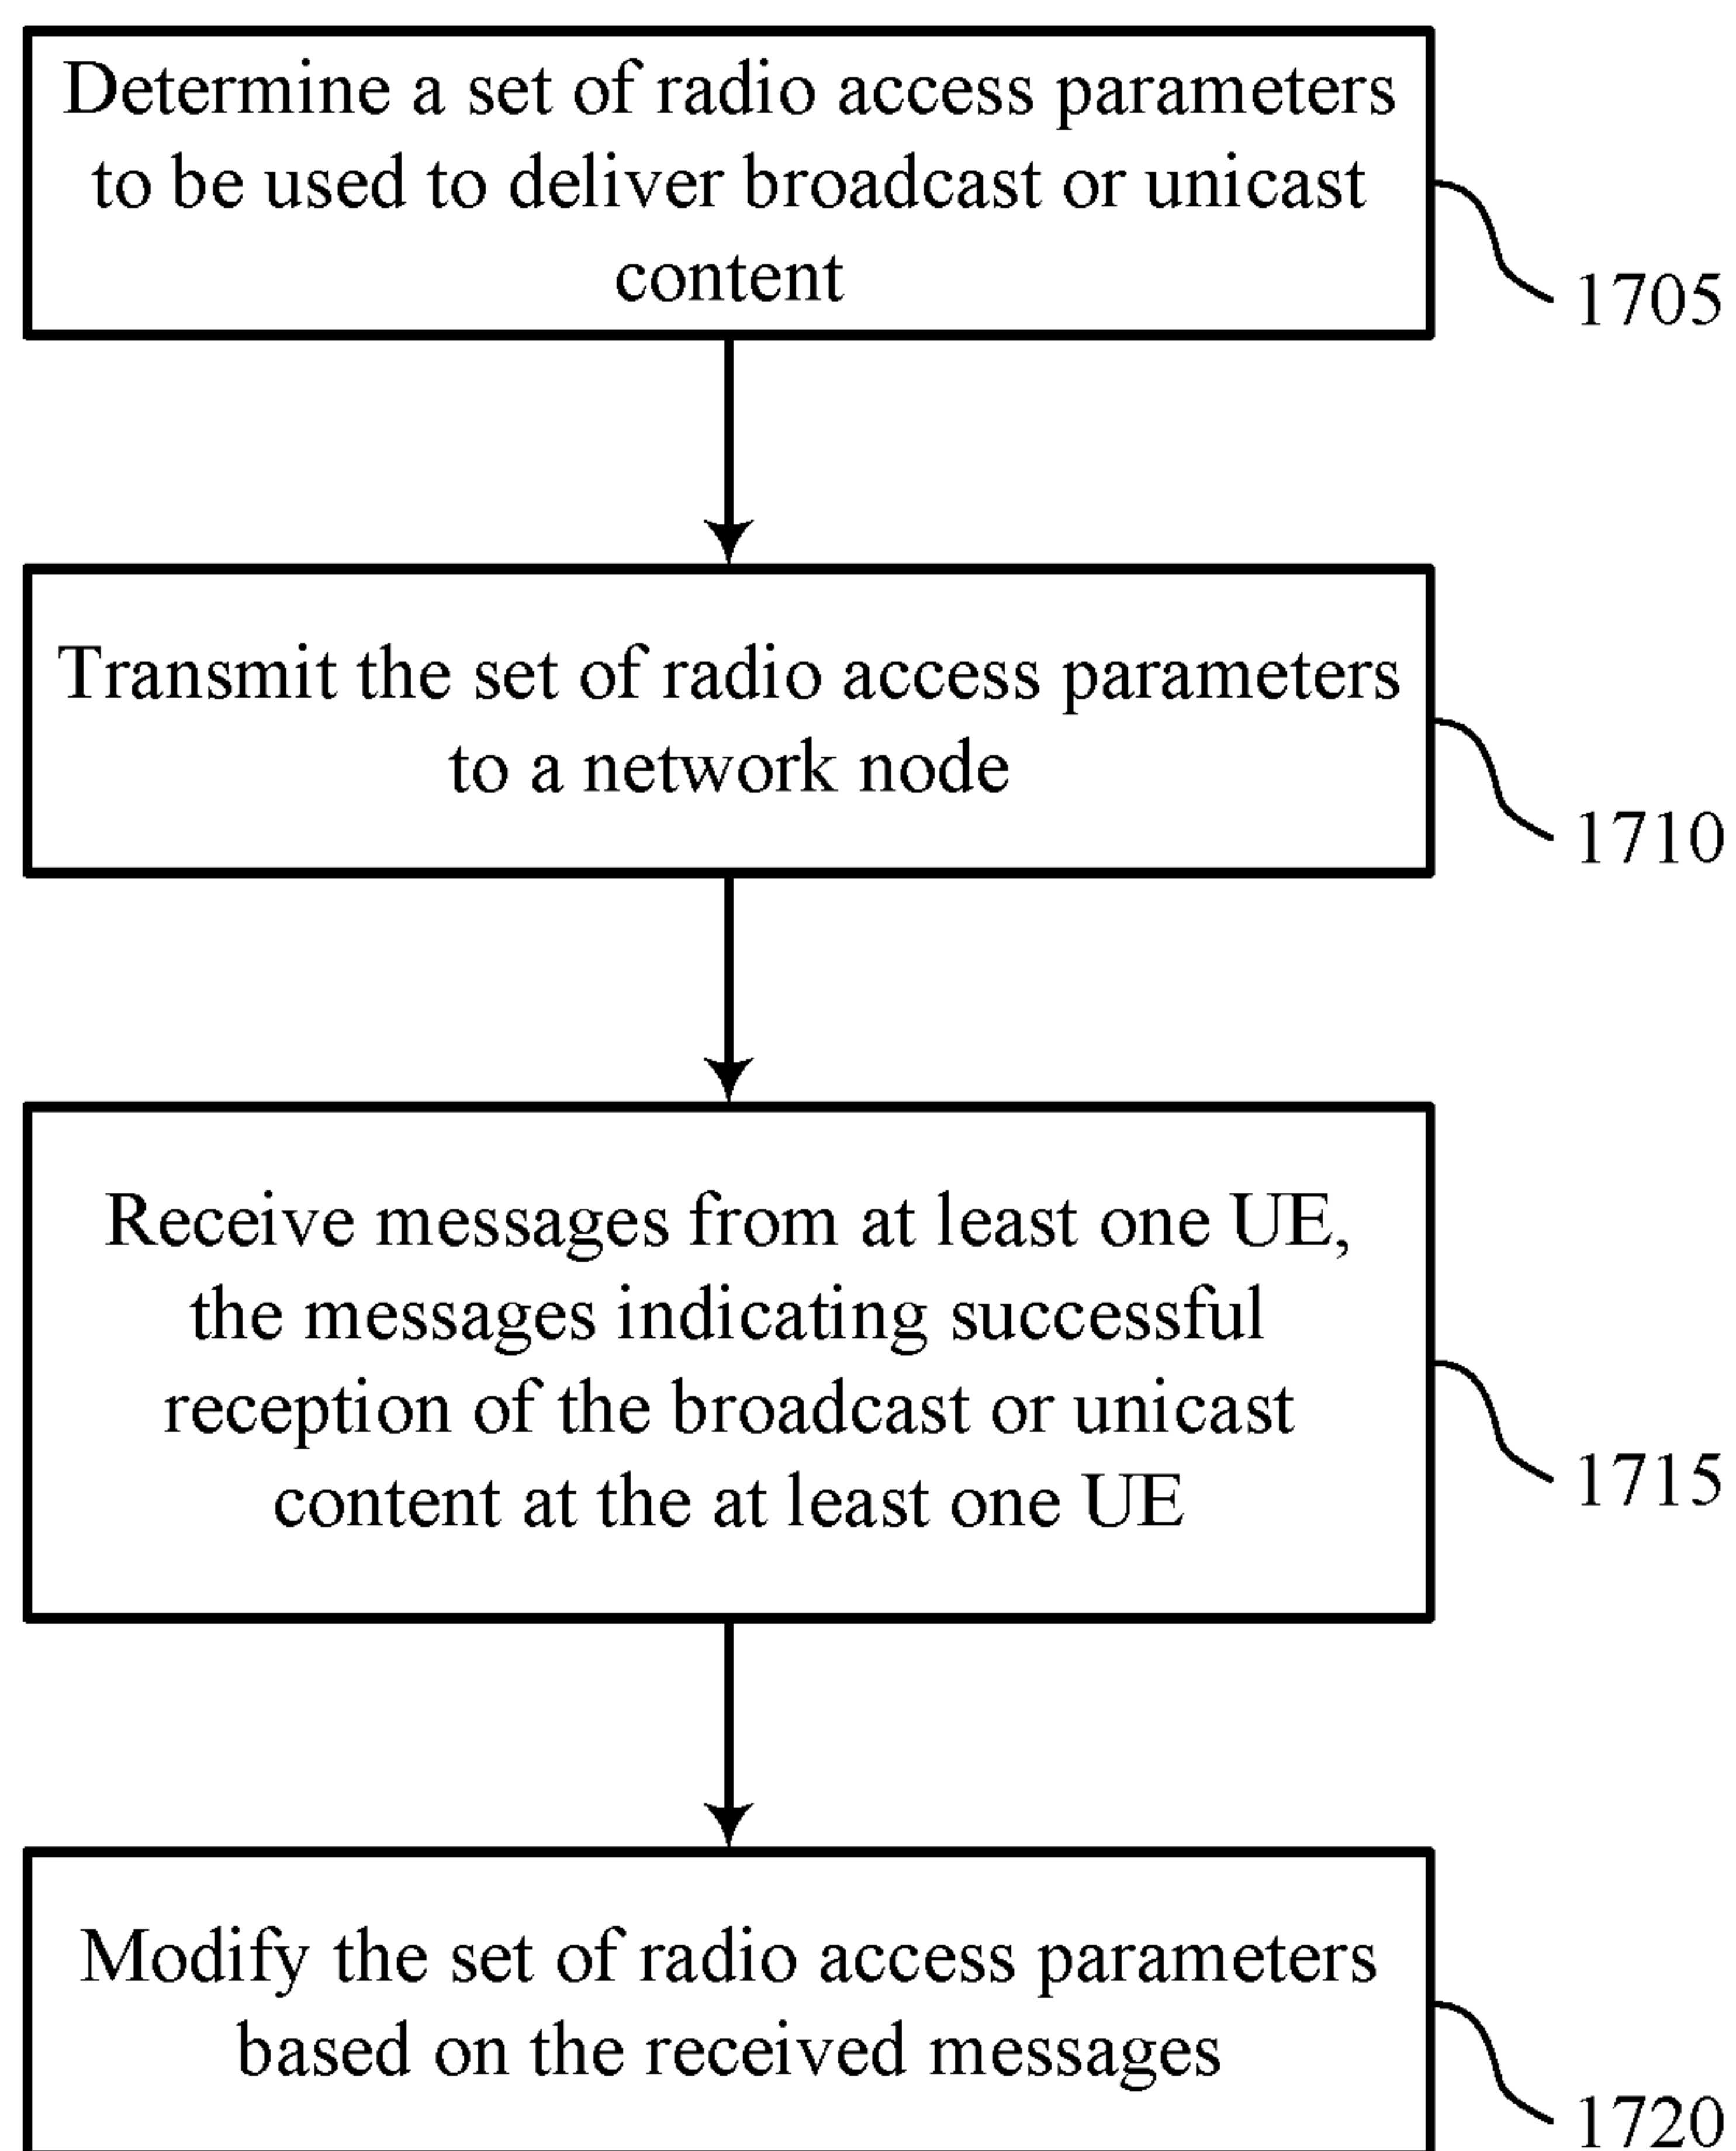 Determine a set of radio access parameters
to be used to deliver broadcast or unicast
content
1705
Transmit the set of radio access parameters
to a network node
1710
Receive messages from at least one UE,
the messages indicating successful
reception of the broadcast or unicast
content at the at least one UE
1715
Modify the set of radio access parameters
based on the received messages
1720